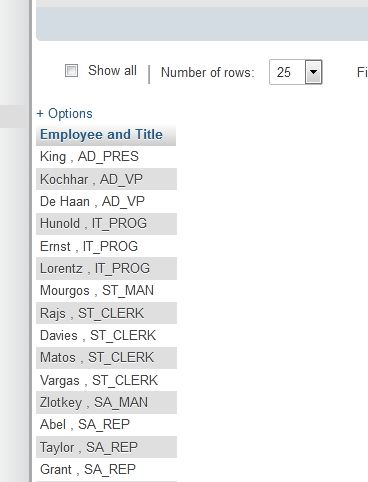 Show all | Number of rows: 25 Fi
+ Options
Employee and Title
King , AD_PRES
Kochhar , AD_VP
De Haan , AD_VP
Hunold , IT_PROG
Ernst , IT_PROG
Lorentz , IT_PROG
Mourgos , ST_MAN
Rajs , ST_CLERK
Davies , ST_CLERK
Matos , ST_CLERK
Vargas , ST_CLERK
Zlotkey , SA_MAN
Abel , SA_REP
Taylor , SA_REP
Grant , SA_REP